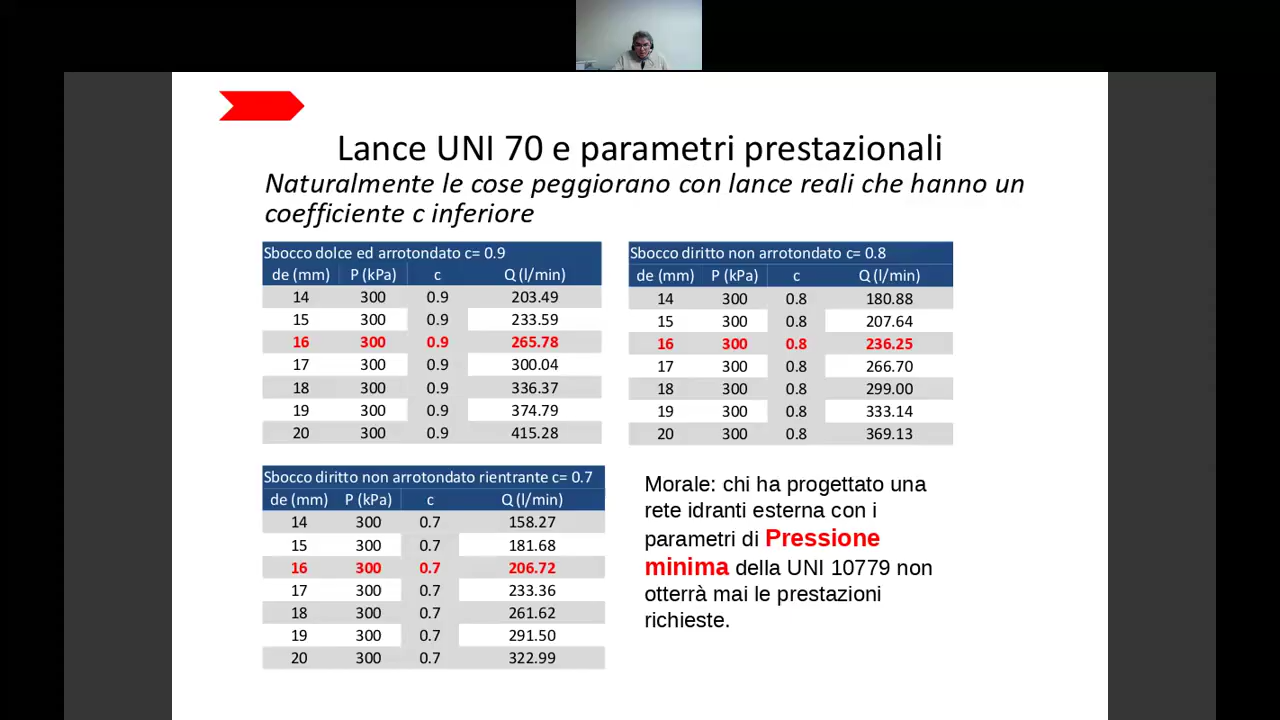 Lance UNI 70 e parametri prestazionali
Naturalmente le cose peggiorano con lance reali che hanno un
coefficiente c inferiore
Sbocco dolce ed arrotondato c= 0.9
de (mm) P (kPa) c Q (l/min)
14 300 0.9 203.49
15 300 0.9 233.59
16 300 0.9 265.78
17 300 0.9 300.04
18 300 0.9 336.37
19 300 0.9 374.79
20 300 0.9 415.28
Sbocco diritto non arrotondato c= 0.8
de (mm) P (kPa) c Q (l/min)
14 300 0.8 180.88
15 300 0.8 207.64
16 300 0.8 236.25
17 300 0.8 266.70
18 300 0.8 299.00
19 300 0.8 333.14
20 300 0.8 369.13
Sbocco diritto non arrotondato rientrante c= 0.7
de (mm) P (kPa) c Q (l/min)
14 300 0.7 158.27
15 300 0.7 181.68
16 300 0.7 206.72
17 300 0.7 233.36
18 300 0.7 261.62
19 300 0.7 291.50
20 300 0.7 322.99
Morale: chi ha progettato una
rete idranti esterna con i
parametri di Pressione
minima della UNI 10779 non
otterrà mai le prestazioni
richieste.